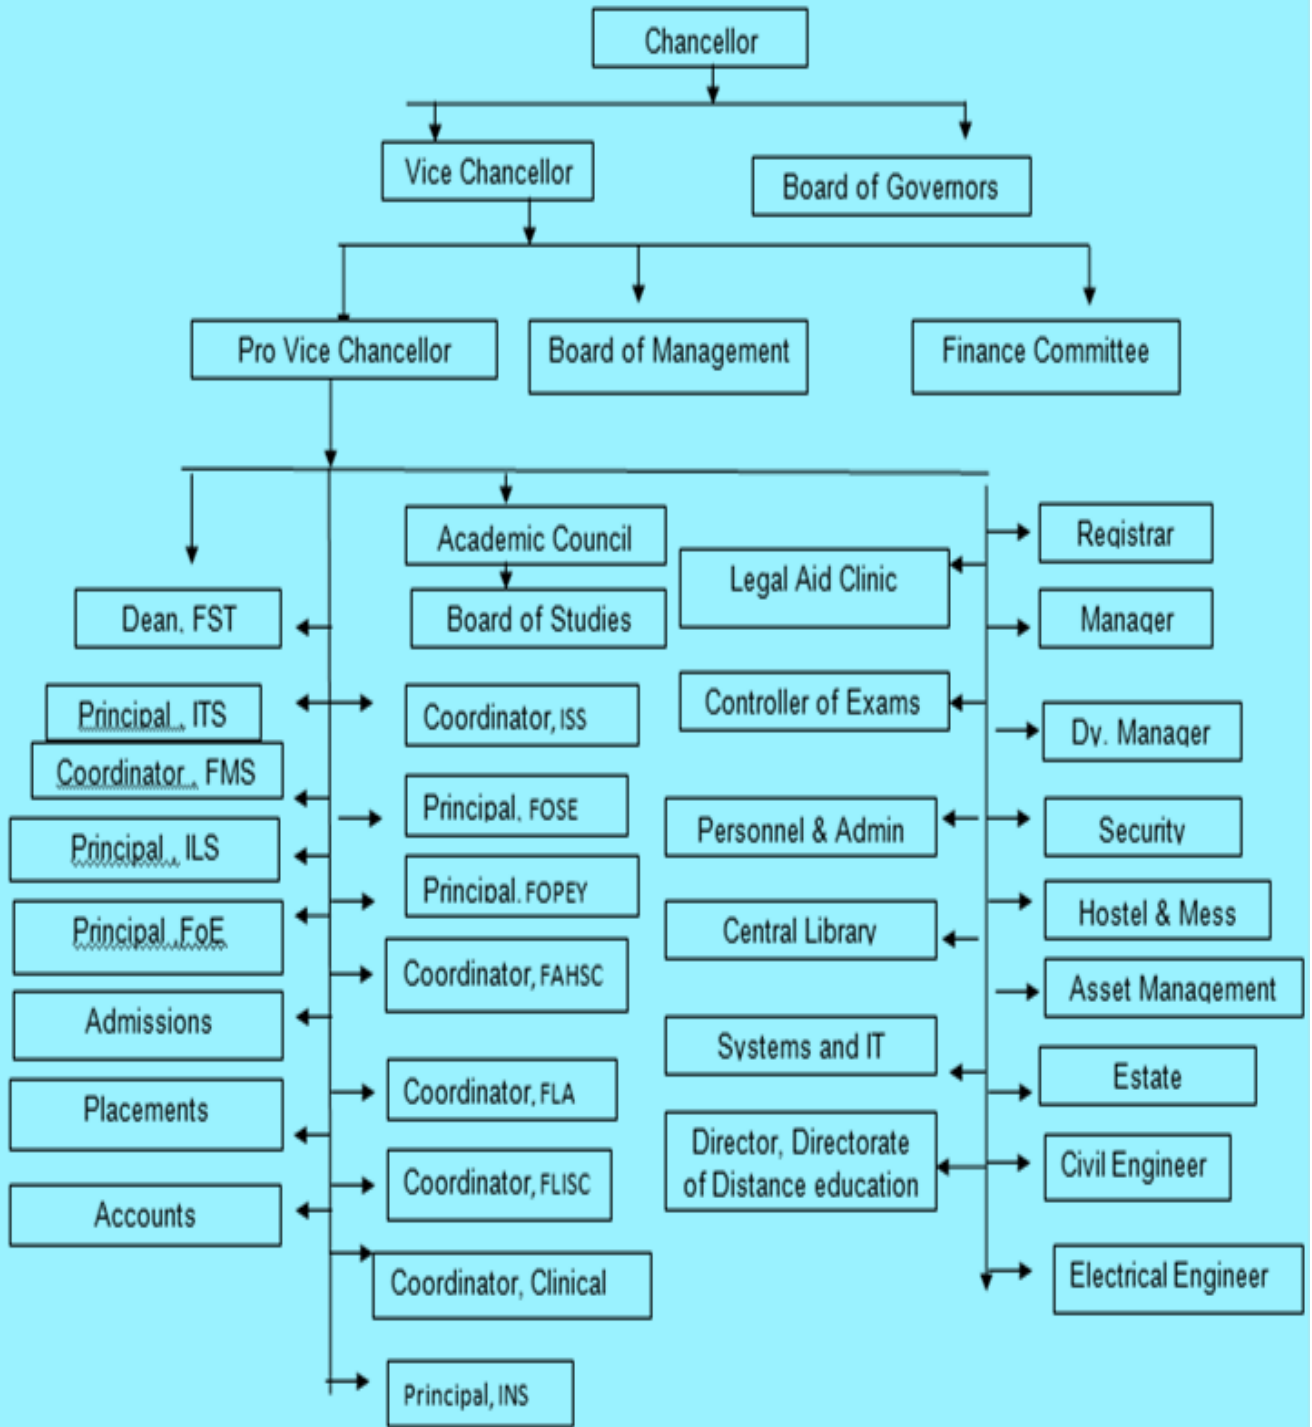 Chancellor
Vice Chancellor
Board of Governors
Pro Vice Chancellor
Board of Management
Finance Committee
Academic Council
Board of Studies
Dean, FST
Principal , ITS
Coordinator , FMS
Principal , ILS
Principal ,FoE
Admissions
Placements
Accounts
Coordinator, ISS
Principal, FOSE
Principal, FOPEY
Coordinator, FAHSC
Coordinator, FLA
Coordinator, FLISC
Coordinator, Clinical
Principal, INS
Legal Aid Clinic
Controller of Exams
Personnel & Admin
Central Library
Systems and IT
Director, Directorate
of Distance education
Registrar
Manager
Dy. Manager
Security
Hostel & Mess
Asset Management
Estate
Civil Engineer
Electrical Engineer